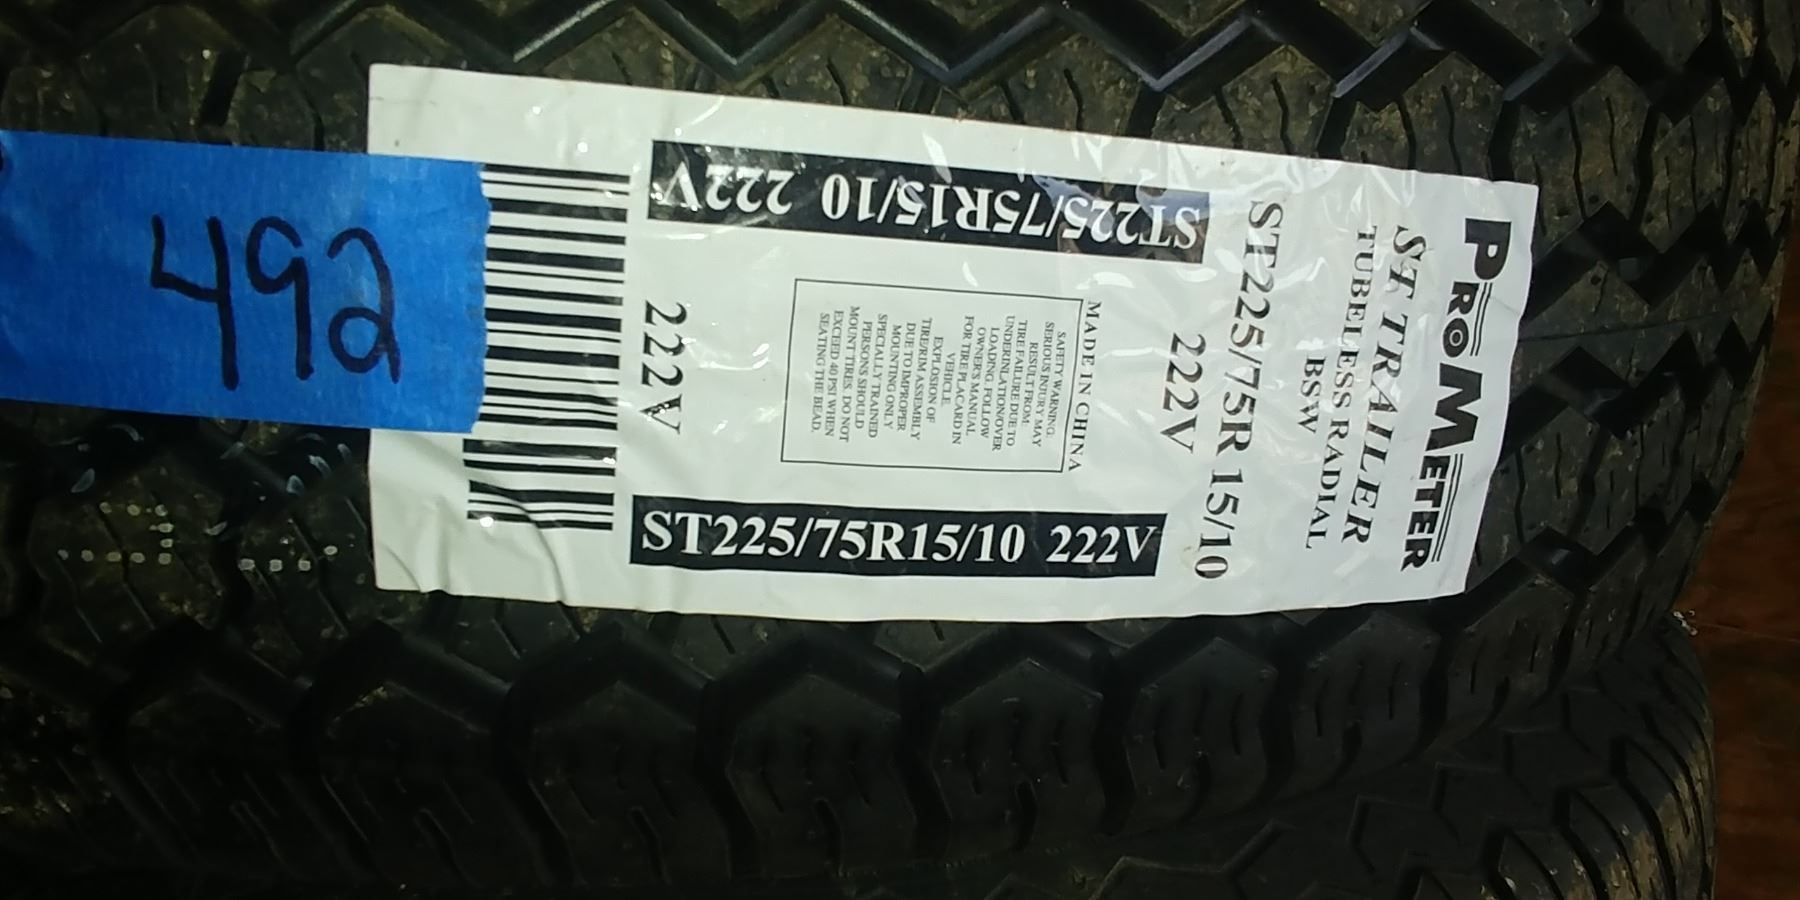 492
PROMETER
ST TRAILER
TUBELESS RADIAL
BSW
ST225/75R 15/10
222V
ST225/75R15/10 222V
MADE IN CHINA
SAFETY WARNING:
SERIOUS INJURY MAY
RESULT FROM:
TIRE FAILURE DUE TO
UNDERINLATION/OVER
LOADING. FOLLOW
OWNER'S MANUAL
FOR TIRE PLACARD IN
VEHICLE.
EXPLOSION OF
TIRE/RIM ASSEMBLY
DUE TO IMPROPER
MOUNTING ONLY
SPECIALLY TRAINED
PERSONS SHOULD
MOUNT TIRES. DO NOT
EXCEED 40 PSI WHEN
SEATING THE BEAD.
ST225/75R15/10 222V
222V